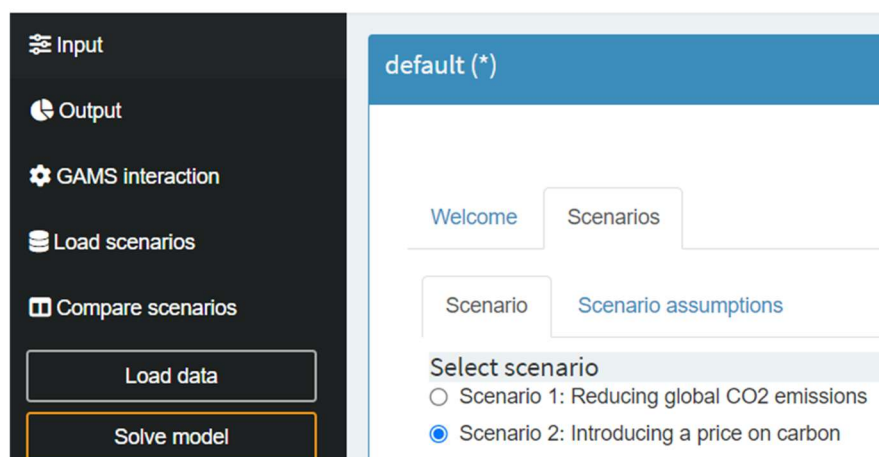 Input
Output
GAMS interaction
Load scenarios
Compare scenarios
Load data
Solve model
default (*)
Welcome
Scenarios
Scenario
Scenario assumptions
Select scenario
Scenario 1: Reducing global CO2 emissions
Scenario 2: Introducing a price on carbon